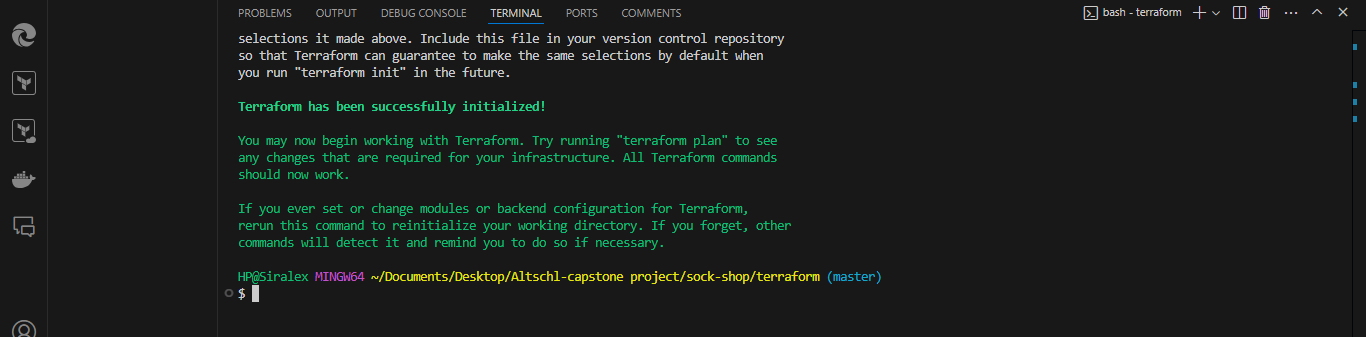 PROBLEMS OUTPUT DEBUG CONSOLE TERMINAL PORTS COMMENTS bash - terraform
selections it made above. Include this file in your version control repository
so that Terraform can guarantee to make the same selections by default when
you run "terraform init" in the future.
Terraform has been successfully initialized!
You may now begin working with Terraform. Try running "terraform plan" to see
any changes that are required for your infrastructure. All Terraform commands
should now work.
If you ever set or change modules or backend configuration for Terraform,
rerun this command to reinitialize your working directory. If you forget, other
commands will detect it and remind you to do so if necessary.
HP@Siralex MINGW64 ~/Documents/Desktop/Altschl-capstone project/sock-shop/terraform (master)
$